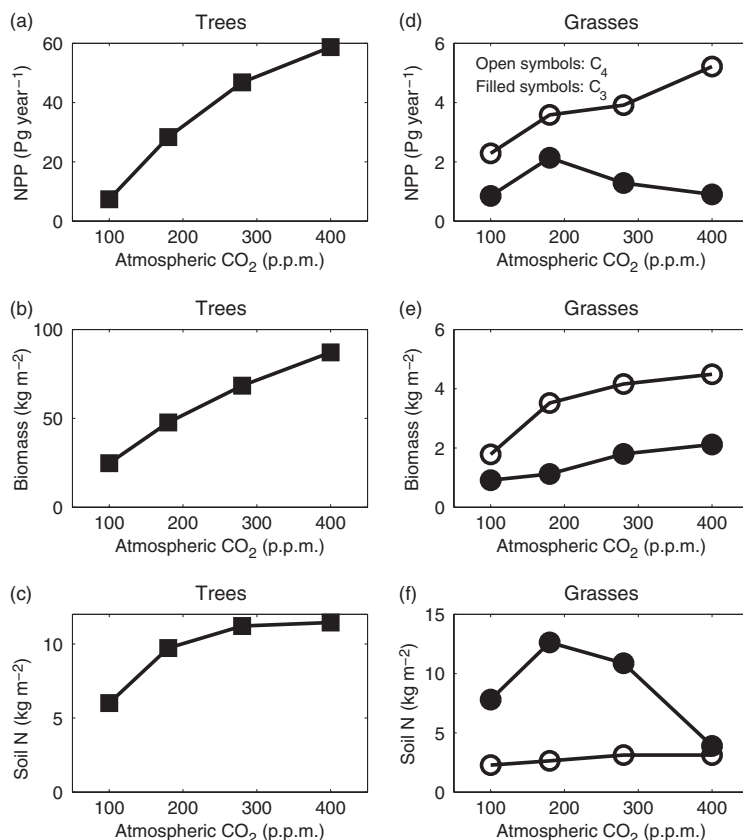 (a)
Trees
NPP (Pg year−1)
60
40
20
0
100 200 300 400
Atmospheric CO2 (p.p.m.)
(d)
Grasses
NPP (Pg year−1)
6
4
2
0
Open symbols: C4
Filled symbols: C3
100 200 300 400
Atmospheric CO2 (p.p.m.)
(b)
Trees
Biomass (kg m−2)
100
50
0
100 200 300 400
Atmospheric CO2 (p.p.m.)
(e)
Grasses
Biomass (kg m−2)
6
4
2
0
100 200 300 400
Atmospheric CO2 (p.p.m.)
(c)
Trees
Soil N (kg m−2)
10
5
0
100 200 300 400
Atmospheric CO2 (p.p.m.)
(f)
Grasses
Soil N (kg m−2)
15
10
5
0
100 200 300 400
Atmospheric CO2 (p.p.m.)